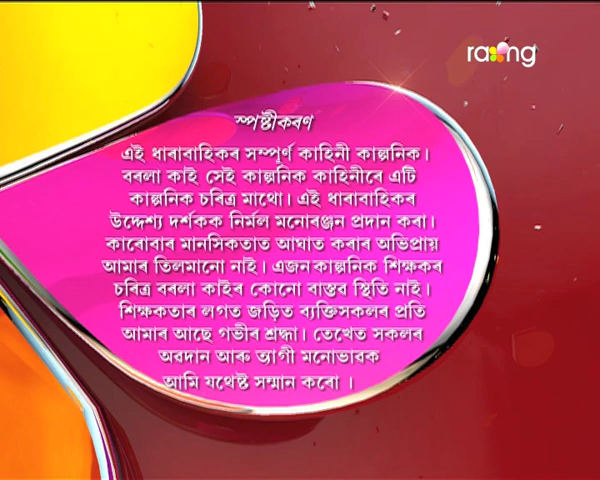 rang
স্পষ্টীকৰণ
এই ধাৰাবাহিকৰ সম্পূৰ্ণ কাহিনী কাল্পনিক।
বৰলা কাই সেই কাল্পনিক কাহিনীৰে এটি
কাল্পনিক চৰিত্ৰ মাথো। এই ধাৰাবাহিকৰ
উদ্দেশ্য দৰ্শকক নিৰ্মল মনোৰঞ্জন প্ৰদান কৰা।
কাৰোবাৰ মানসিকতাত আঘাত কৰাৰ অভিপ্ৰায়
আমাৰ তিলমানো নাই। এজন কাল্পনিক শিক্ষকৰ
চৰিত্ৰ বৰলা কাইৰ কোনো বাস্তৱ স্থিতি নাই।
শিক্ষকতাৰ লগত জড়িত ব্যক্তিসকলৰ প্ৰতি
আমাৰ আছে গভীৰ শ্ৰদ্ধা। তেখেত সকলৰ
অৱদান আৰু ত্যাগী মনোভাৱক
আমি যথেষ্ট সন্মান কৰো ।